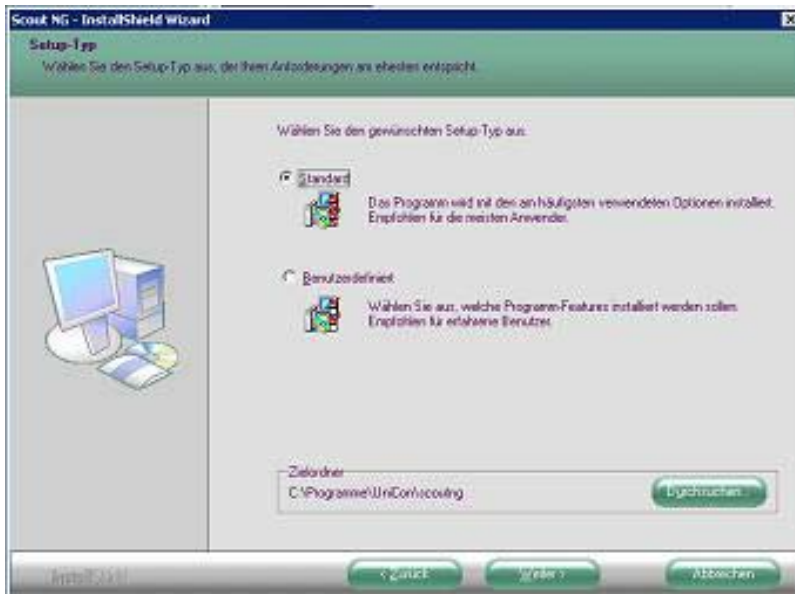 Scout NG - InstallShield Wizard
Setup-Typ
Wählen Sie den Setup-Typ aus, der Ihren Anforderungen am ehesten entspricht.
Wählen Sie den gewünschten Setup-Typ aus.
Standard
Das Programm wird mit den am häufigsten verwendeten Optionen installiert.
Empfohlen für die meisten Anwender.
Benutzerdefiniert
Wählen Sie aus, welche Programm-Features installiert werden sollen.
Empfohlen für erfahrene Benutzer.
Zielordner
C:\Programme\UniCon\scoutng
Durchsuchen...
InstallShield
< Zurück
Weiter >
Abbrechen